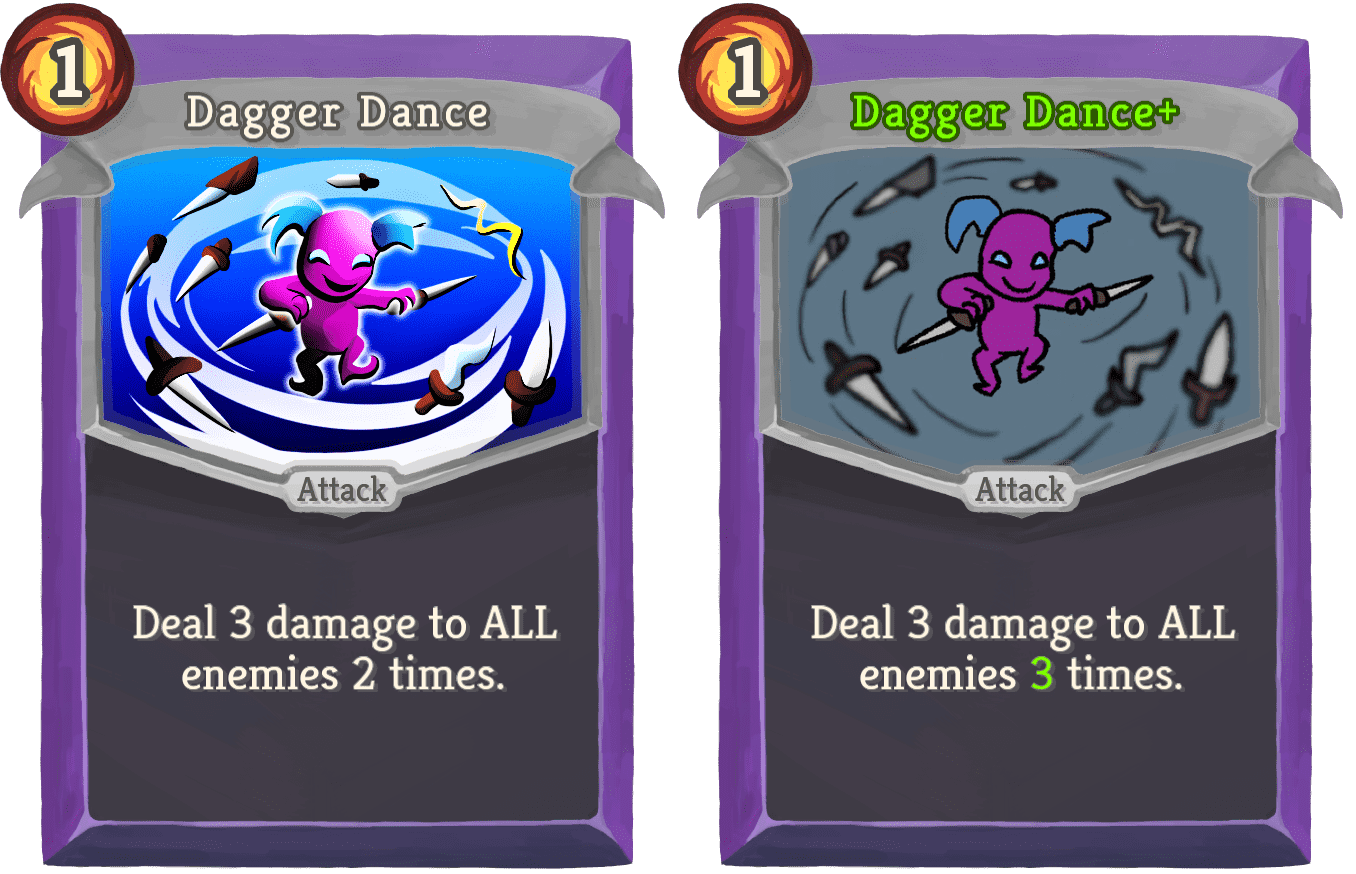 1
Dagger Dance
Attack
Deal 3 damage to ALL
enemies 2 times.
1
Dagger Dance+
Attack
Deal 3 damage to ALL
enemies 3 times.